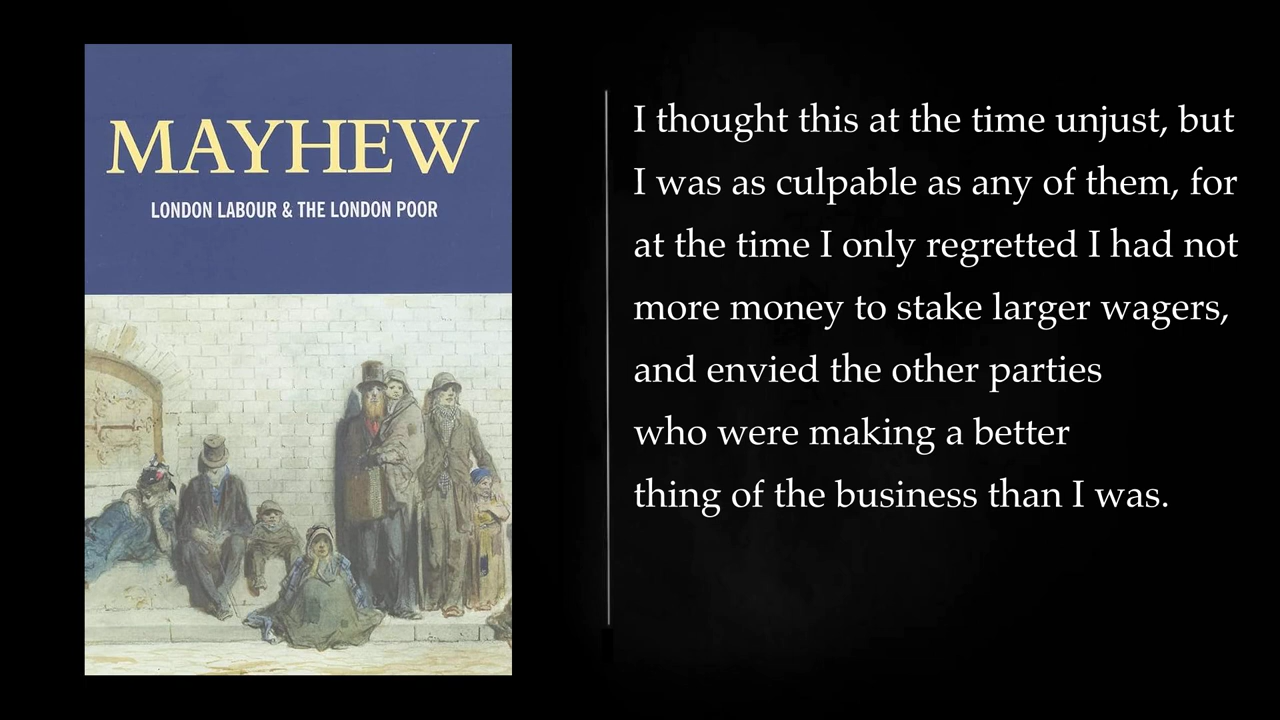 MAYHEW
LONDON LABOUR & THE LONDON POOR
I thought this at the time unjust, but
I was as culpable as any of them, for
at the time I only regretted I had not
more money to stake larger wagers,
and envied the other parties
who were making a better
thing of the business than I was.